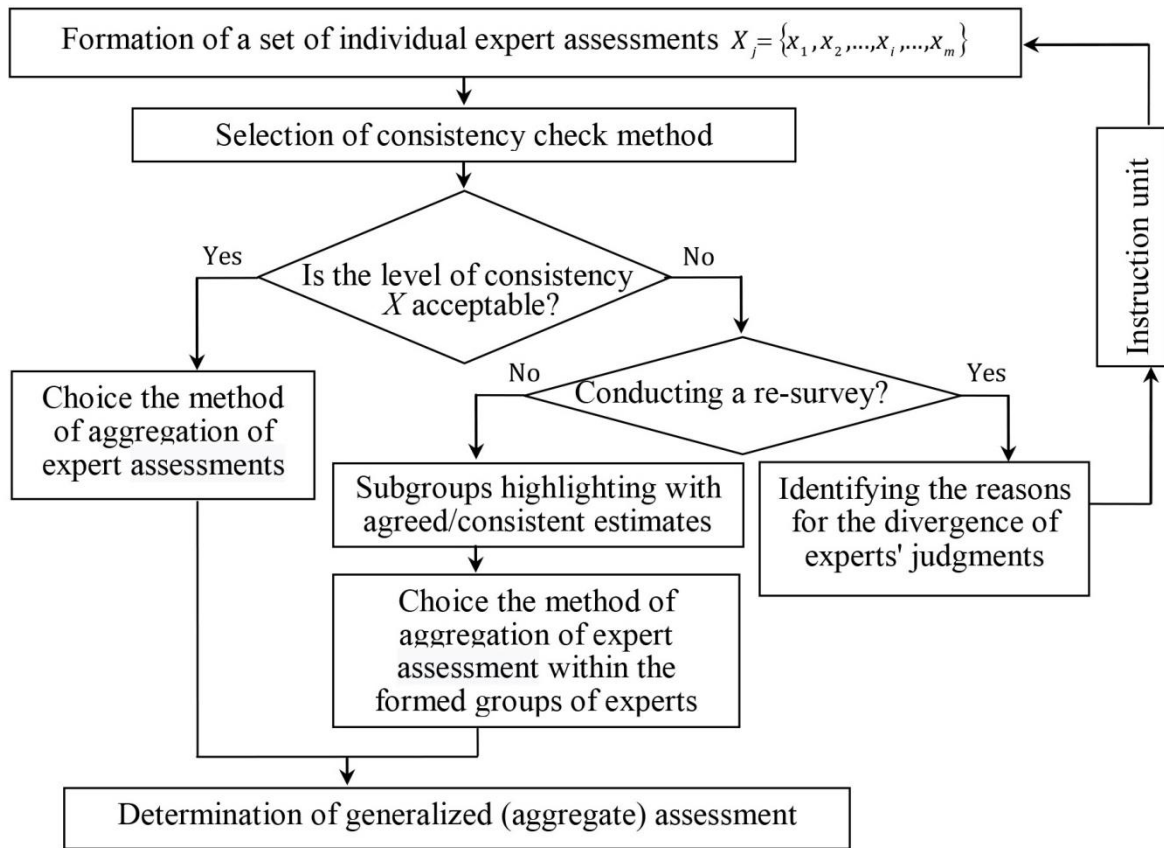 Formation of a set of individual expert assessments X_j = {x_1, x_2, ..., x_i, ..., x_m}
Selection of consistency check method
Yes
No
Is the level of consistency
X acceptable?
Instruction unit
Choice the method
of aggregation of
expert assessments
No
Conducting a re-survey?
Yes
Subgroups highlighting with
agreed/consistent estimates
Identifying the reasons
for the divergence of
experts' judgments
Choice the method of
aggregation of expert
assessment within the
formed groups of experts
Determination of generalized (aggregate) assessment